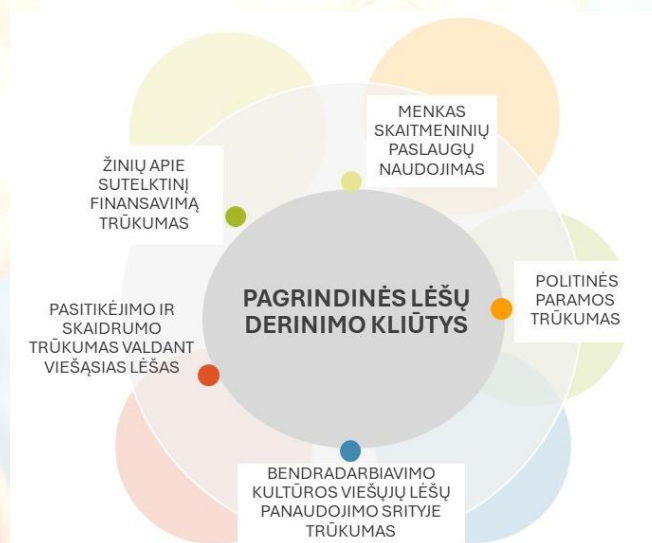 MENKAS
SKAITMENINIŲ
PASLAUGŲ
NAUDOJIMAS
ŽINIŲ APIE
SUTELKTINĮ
FINANSAVIMĄ
TRŪKUMAS
PAGRINDINĖS LĖŠŲ
DERINIMO KLIŪTYS
POLITINĖS
PARAMOS
TRŪKUMAS
PASITIKĖJIMO IR
SKAIDRUMO
TRŪKUMAS VALDANT
VIEŠĄSIAS LĖŠAS
BENDRADARBIAVIMO
KULTŪROS VIEŠŲJŲ LĖŠŲ
PANAUDOJIMO SRITYJE
TRŪKUMAS